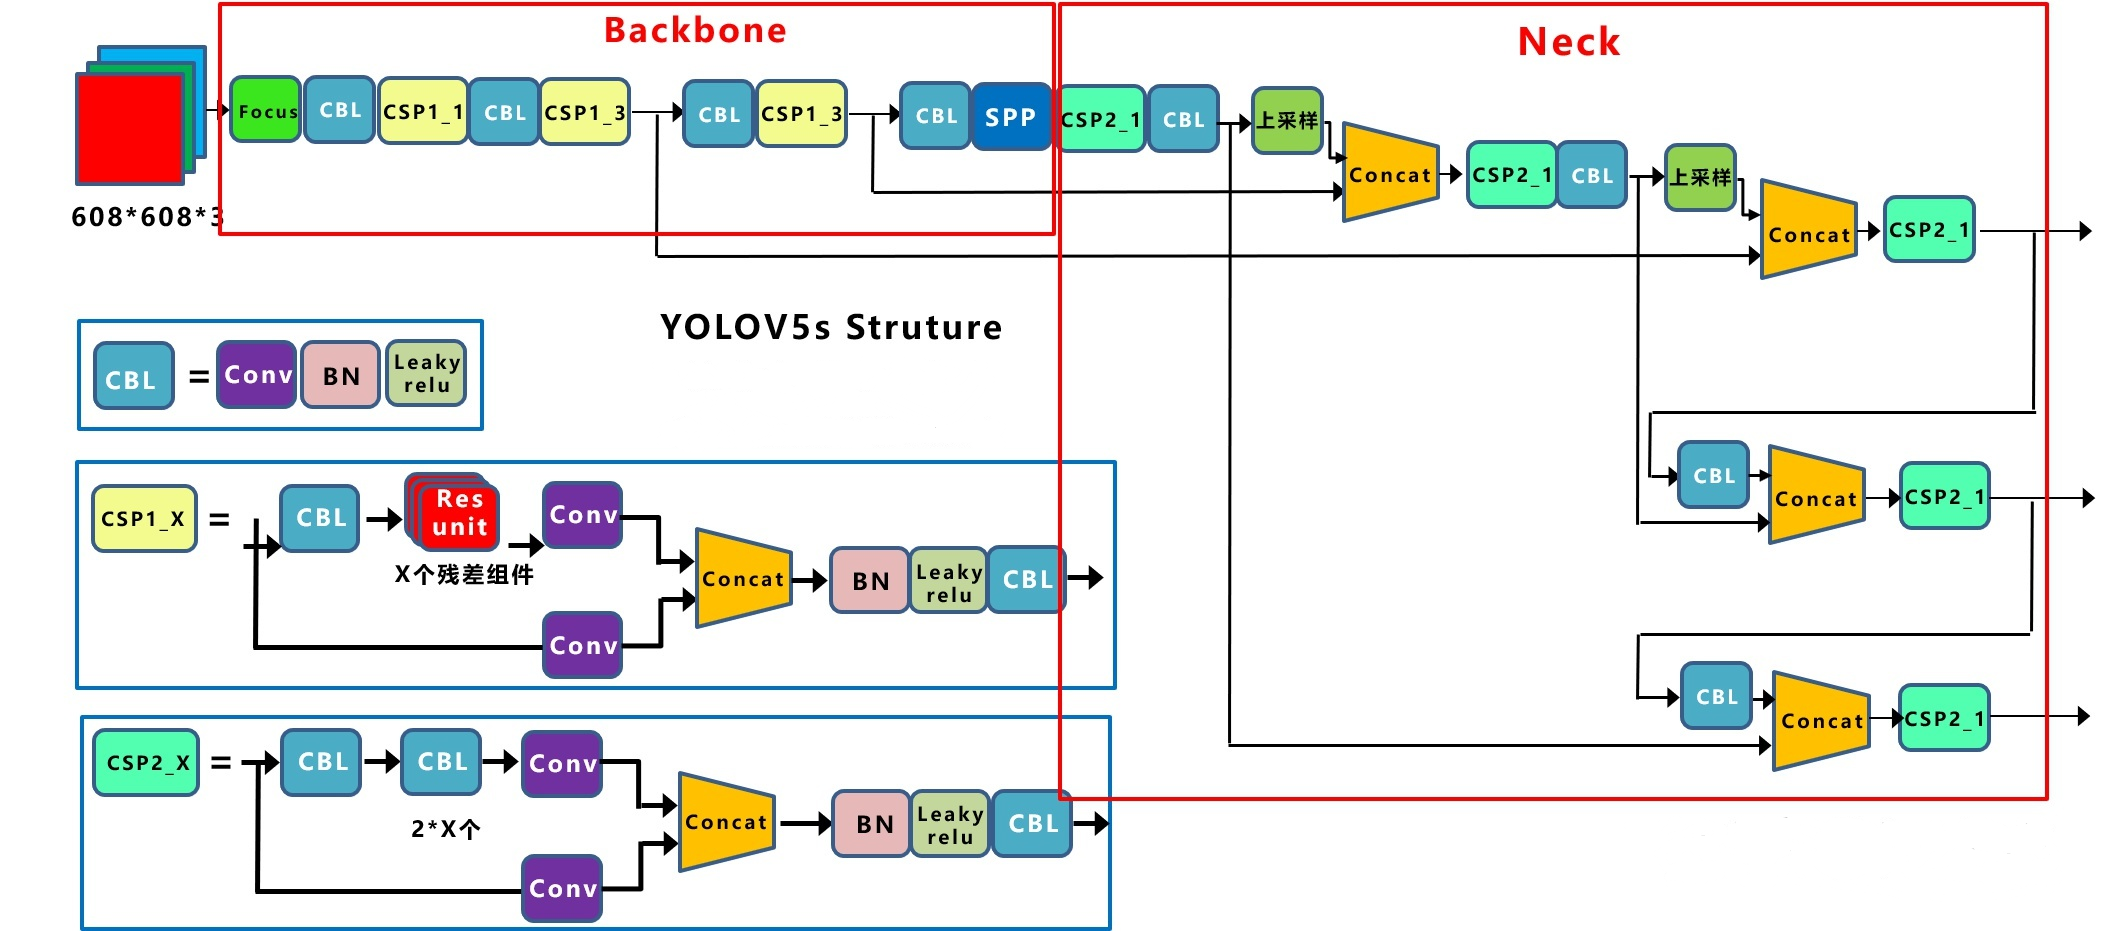 Backbone
Neck
Focus
CBL
CSP1_1
CBL
CSP1_3
CBL
CSP1_3
CBL
SPP
CSP2_1
CBL
上采样
Concat
CSP2_1
CBL
上采样
Concat
CSP2_1
608*608*3
YOLOV5s Struture
CBL
=
Conv
BN
Leaky
relu
CBL
Concat
CSP2_1
CSP1_X
=
CBL
Res
unit
X个残差组件
Conv
Conv
Concat
BN
Leaky
relu
CBL
CBL
Concat
CSP2_1
CSP2_X
=
CBL
CBL
2*X个
Conv
Conv
Concat
BN
Leaky
relu
CBL